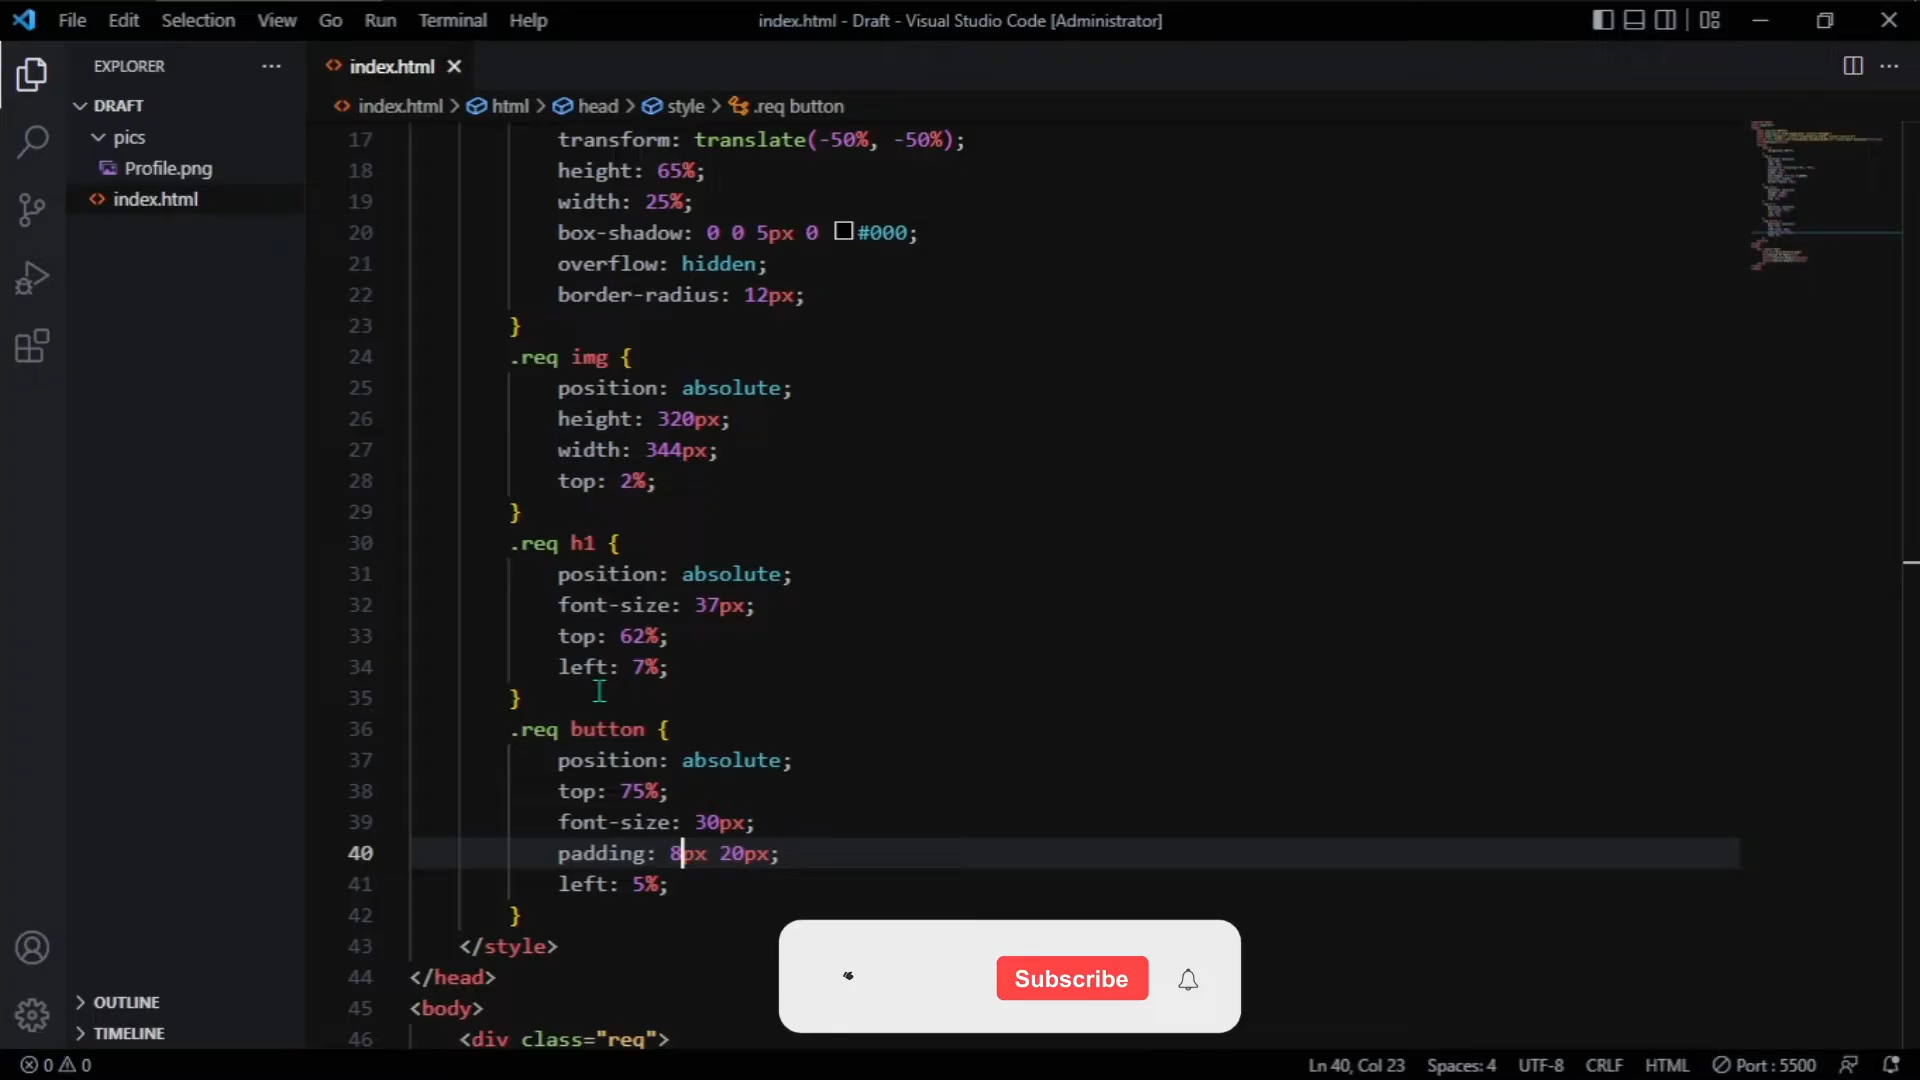 File Edit Selection View Go Run Terminal Help
index.html - Draft - Visual Studio Code [Administrator]
EXPLORER
DRAFT
pics
Profile.png
index.html
OUTLINE
TIMELINE
index.html
index.html > html > head > style > .req button
17 transform: translate(-50%, -50%);
18 height: 65%;
19 width: 25%;
20 box-shadow: 0 0 5px 0 #000;
21 overflow: hidden;
22 border-radius: 12px;
23 }
24 .req img {
25 position: absolute;
26 height: 320px;
27 width: 344px;
28 top: 2%;
29 }
30 .req h1 {
31 position: absolute;
32 font-size: 37px;
33 top: 62%;
34 left: 7%;
35 }
36 .req button {
37 position: absolute;
38 top: 75%;
39 font-size: 30px;
40 padding: 8px 20px;
41 left: 5%;
42 }
43 </style>
44 </head>
45 <body>
46 <div class="req">
Subscribe
0 0
Ln 40, Col 23 Spaces: 4 UTF-8 CRLF HTML Port : 5500